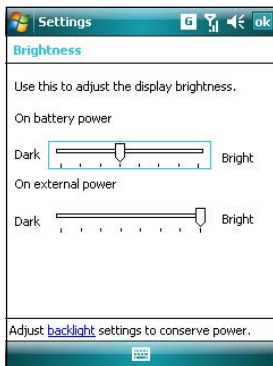 Settings
G
ok
Brightness
Use this to adjust the display brightness.
On battery power
Dark
Bright
On external power
Dark
Bright
Adjust backlight settings to conserve power.